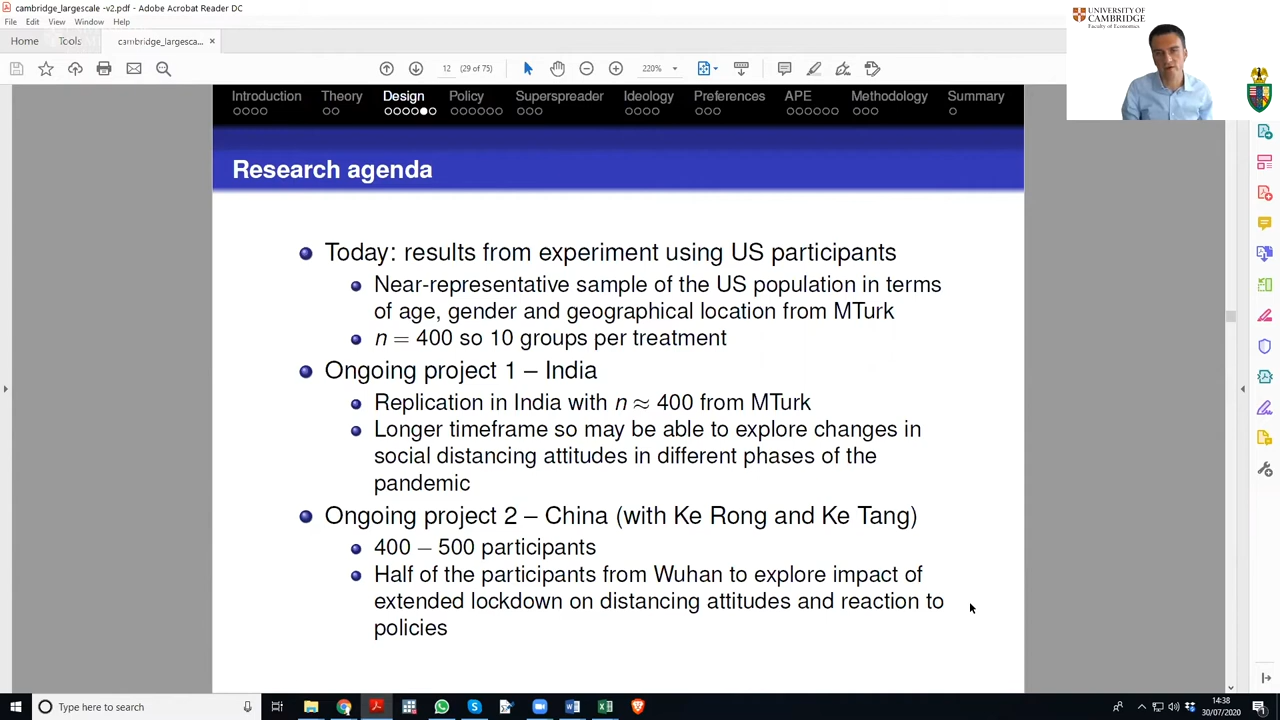 cambridge_largescale -v2.pdf - Adobe Acrobat Reader DC
File Edit View Window Help
Home Tools cambridge_largesca... ×
12 (29 of 75) 220%
UNIVERSITY OF
CAMBRIDGE
Faculty of Economics
Introduction Theory Design Policy Superspreader Ideology Preferences APE Methodology Summary
Research agenda
Today: results from experiment using US participants
Near-representative sample of the US population in terms
of age, gender and geographical location from MTurk
n = 400 so 10 groups per treatment
Ongoing project 1 – India
Replication in India with n ≈ 400 from MTurk
Longer timeframe so may be able to explore changes in
social distancing attitudes in different phases of the
pandemic
Ongoing project 2 – China (with Ke Rong and Ke Tang)
400 – 500 participants
Half of the participants from Wuhan to explore impact of
extended lockdown on distancing attitudes and reaction to
policies
Type here to search
14:38
30/07/2020